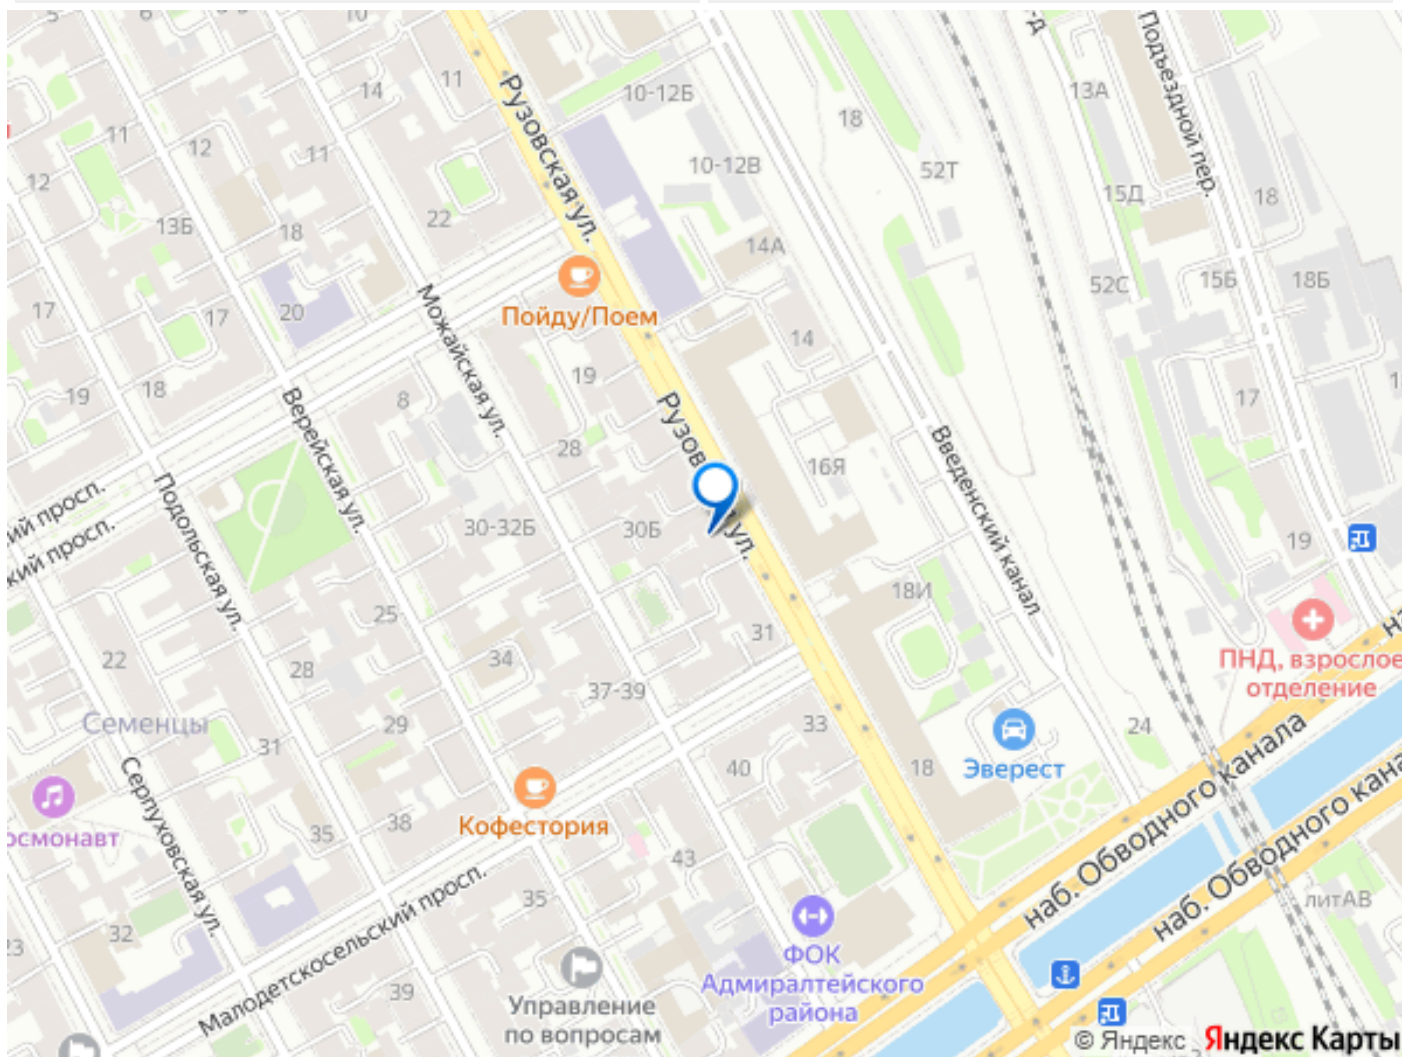 5
6
10
11
14
10-12Б
Рузовская ул.
18
13А
Подъездной пер.
11
12
11
10-12В
52Т
12
15Д
18
13Б
18
22
14А
17
20
17
Пойду/Поем
52С
15Б
18Б
Можайская ул.
14
19
18
8
19
17
Верейская ул.
28
Рузов
ул.
16Я
Введенский канал
ий просп.
кий просп.
Подольская ул.
30-32Б
30Б
19
18И
25
31
22
28
34
37-39
ПНД, взрослое
отделение
Семенцы
29
33
24
31
40
18
Эверест
наб. Обводного канала
наб. Обводного кана
Серпуховская ул.
осмонавт
35
38
Кофестория
43
35
Малодетскосельский просп.
литАВ
32
23
39
ФОК
Адмиралтейского
района
Управление
по вопросам
© Яндекс Яндекс Карты